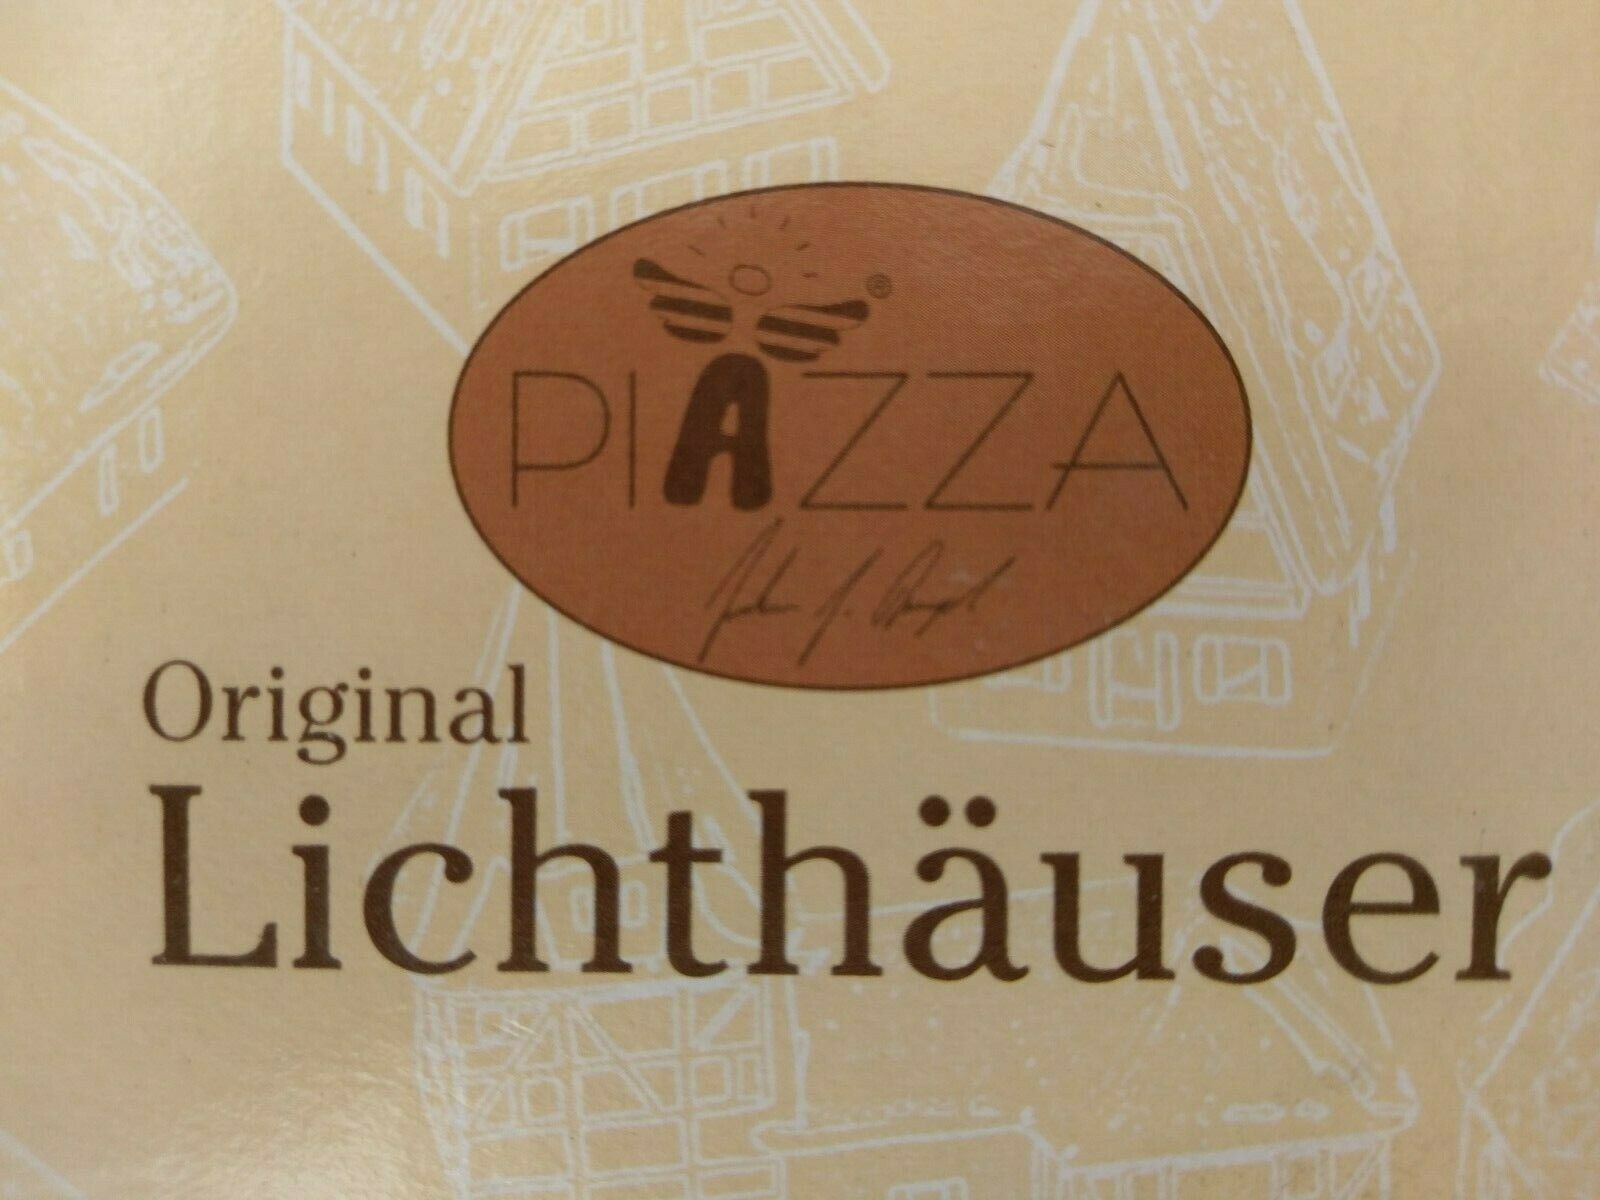 ®
PIAZZA
Original
Lichthäuser